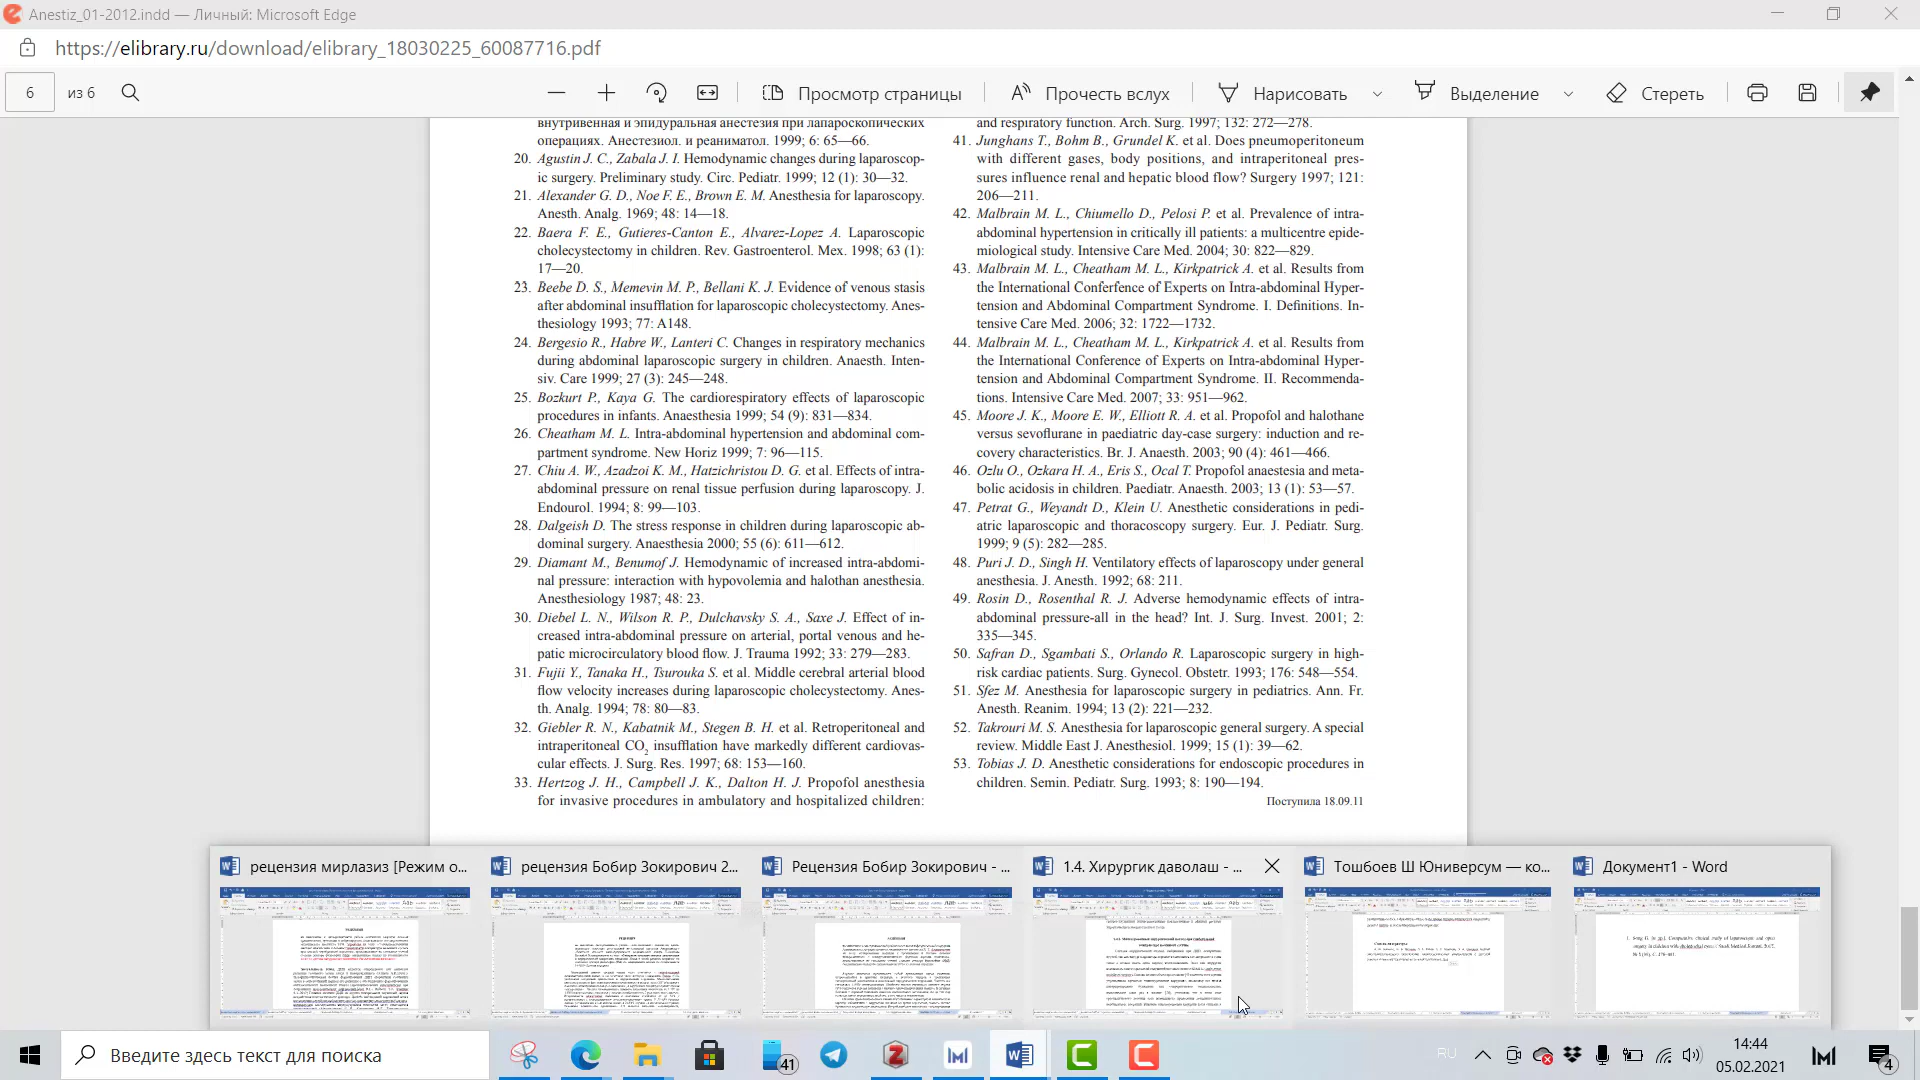 Anestiz_01-2012.indd — Личный: Microsoft Edge
https://elibrary.ru/download/elibrary_18030225_60087716.pdf
6 из 6 Просмотр страницы Прочесть вслух Нарисовать Выделение Стереть
внутривенная и эпидуральная анестезия при лапароскопических
операциях. Анестезиол. и реаниматол. 1999; 6: 65—66.
20. Agustin J. C., Zabala J. I. Hemodynamic changes during laparoscop-
ic surgery. Preliminary study. Circ. Pediatr. 1999; 12 (1): 30—32.
21. Alexander G. D., Noe F. E., Brown E. M. Anesthesia for laparoscopy.
Anesth. Analg. 1969; 48: 14—18.
22. Baera F. E., Gutieres-Canton E., Alvarez-Lopez A. Laparoscopic
cholecystectomy in children. Rev. Gastroenterol. Mex. 1998; 63 (1):
17—20.
23. Beebe D. S., Memevin M. P., Bellani K. J. Evidence of venous stasis
after abdominal insufflation for laparoscopic cholecystectomy. Anes-
thesiology 1993; 77: A148.
24. Bergesio R., Habre W., Lanteri C. Changes in respiratory mechanics
during abdominal laparoscopic surgery in children. Anaesth. Inten-
siv. Care 1999; 27 (3): 245—248.
25. Bozkurt P., Kaya G. The cardiorespiratory effects of laparoscopic
procedures in infants. Anaesthesia 1999; 54 (9): 831—834.
26. Cheatham M. L. Intra-abdominal hypertension and abdominal com-
partment syndrome. New Horiz 1999; 7: 96—115.
27. Chiu A. W., Azadzoi K. M., Hatzichristou D. G. et al. Effects of intra-
abdominal pressure on renal tissue perfusion during laparoscopy. J.
Endourol. 1994; 8: 99—103.
28. Dalgeish D. The stress response in children during laparoscopic ab-
dominal surgery. Anaesthesia 2000; 55 (6): 611—612.
29. Diamant M., Benumof J. Hemodynamic of increased intra-abdomi-
nal pressure: interaction with hypovolemia and halothan anesthesia.
Anesthesiology 1987; 48: 23.
30. Diebel L. N., Wilson R. P., Dulchavsky S. A., Saxe J. Effect of in-
creased intra-abdominal pressure on arterial, portal venous and he-
patic microcirculatory blood flow. J. Trauma 1992; 33: 279—283.
31. Fujii Y., Tanaka H., Tsurouka S. et al. Middle cerebral arterial blood
flow velocity increases during laparoscopic cholecystectomy. Anes-
th. Analg. 1994; 78: 80—83.
32. Giebler R. N., Kabatnik M., Stegen B. H. et al. Retroperitoneal and
intraperitoneal CO2 insufflation have markedly different cardiovas-
cular effects. J. Surg. Res. 1997; 68: 153—160.
33. Hertzog J. H., Campbell J. K., Dalton H. J. Propofol anesthesia
for invasive procedures in ambulatory and hospitalized children:
and respiratory function. Arch. Surg. 1997; 132: 272—278.
41. Junghans T., Bohm B., Grundel K. et al. Does pneumoperitoneum
with different gases, body positions, and intraperitoneal pres-
sures influence renal and hepatic blood flow? Surgery 1997; 121:
206—211.
42. Malbrain M. L., Chiumello D., Pelosi P. et al. Prevalence of intra-
abdominal hypertension in critically ill patients: a multicentre epide-
miological study. Intensive Care Med. 2004; 30: 822—829.
43. Malbrain M. L., Cheatham M. L., Kirkpatrick A. et al. Results from
the International Conferfence of Experts on Intra-abdominal Hyper-
tension and Abdominal Compartment Syndrome. I. Definitions. In-
tensive Care Med. 2006; 32: 1722—1732.
44. Malbrain M. L., Cheatham M. L., Kirkpatrick A. et al. Results from
the International Conference of Experts on Intra-abdominal Hyper-
tension and Abdominal Compartment Syndrome. II. Recommenda-
tions. Intensive Care Med. 2007; 33: 951—962.
45. Moore J. K., Moore E. W., Elliott R. A. et al. Propofol and halothane
versus sevoflurane in paediatric day-case surgery: induction and re-
covery characteristics. Br. J. Anaesth. 2003; 90 (4): 461—466.
46. Ozlu O., Ozkara H. A., Eris S., Ocal T. Propofol anaestesia and meta-
bolic acidosis in children. Paediatr. Anaesth. 2003; 13 (1): 53—57.
47. Petrat G., Weyandt D., Klein U. Anesthetic considerations in pedi-
atric laparoscopic and thoracoscopy surgery. Eur. J. Pediatr. Surg.
1999; 9 (5): 282—285.
48. Puri J. D., Singh H. Ventilatory effects of laparoscopy under general
anesthesia. J. Anesth. 1992; 68: 211.
49. Rosin D., Rosenthal R. J. Adverse hemodynamic effects of intra-
abdominal pressure-all in the head? Int. J. Surg. Invest. 2001; 2:
335—345.
50. Safran D., Sgambati S., Orlando R. Laparoscopic surgery in high-
risk cardiac patients. Surg. Gynecol. Obstetr. 1993; 176: 548—554.
51. Sfez M. Anesthesia for laparoscopic surgery in pediatrics. Ann. Fr.
Anesth. Reanim. 1994; 13 (2): 221—232.
52. Takrouri M. S. Anesthesia for laparoscopic general surgery. A special
review. Middle East J. Anesthesiol. 1999; 15 (1): 39—62.
53. Tobias J. D. Anesthetic considerations for endoscopic procedures in
children. Semin. Pediatr. Surg. 1993; 8: 190—194.
Поступила 18.09.11
рецензия мирлазиз [Режим о...
рецензия Бобир Зокирович 2...
Рецензия Бобир Зокирович - ...
1.4. Хирургик даволаш - ...
Тошбоев Ш Юниверсум — ко...
Документ1 - Word
Введите здесь текст для поиска
41
RU
14:44
05.02.2021
4